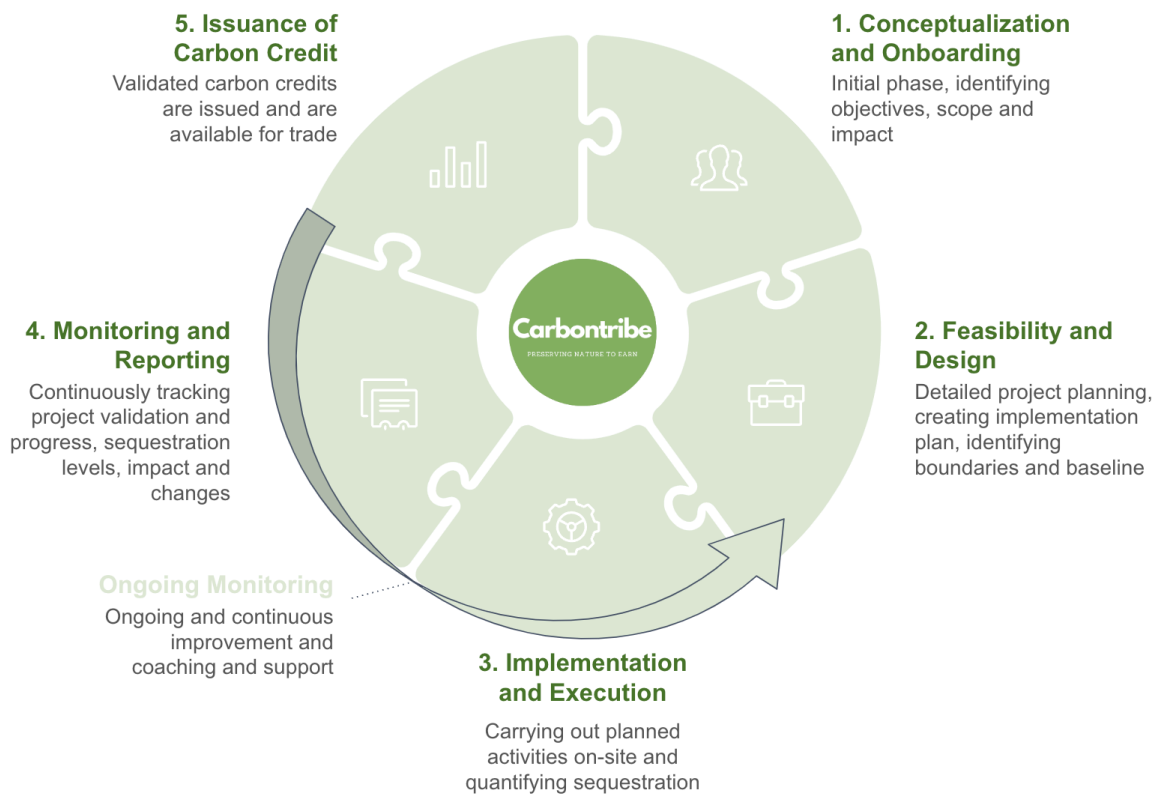 5. Issuance of
Carbon Credit
Validated carbon credits
are issued and are
available for trade
1. Conceptualization
and Onboarding
Initial phase, identifying
objectives, scope and
impact
Carbontribe
PRESERVING NATURE TO EARN
4. Monitoring and
Reporting
Continuously tracking
project validation and
progress, sequestration
levels, impact and
changes
2. Feasibility and
Design
Detailed project planning,
creating implementation
plan, identifying
boundaries and baseline
Ongoing Monitoring
Ongoing and continuous
improvement and
coaching and support
3. Implementation
and Execution
Carrying out planned
activities on-site and
quantifying sequestration